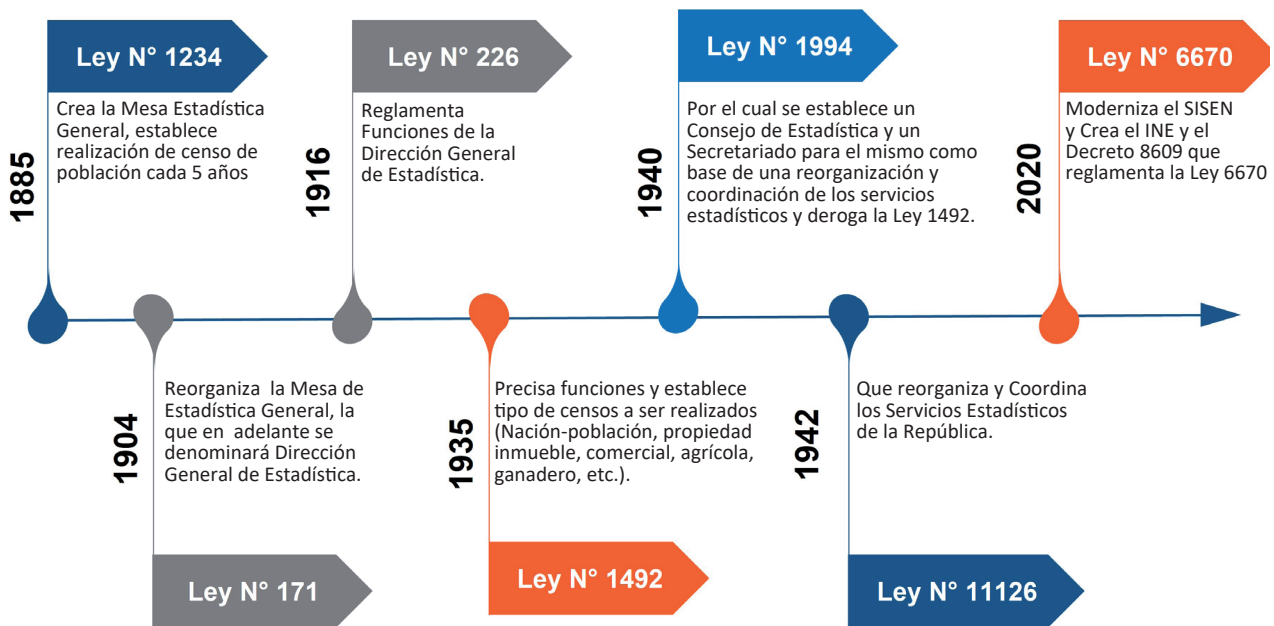 Ley N° 1234
1885
Crea la Mesa Estadística
General, establece
realización de censo de
población cada 5 años
Ley N° 226
1916
Reglamenta
Funciones de la
Dirección General
de Estadística.
Ley N° 1994
1940
Por el cual se establece un
Consejo de Estadística y un
Secretariado para el mismo como
base de una reorganización y
coordinación de los servicios
estadísticos y deroga la Ley 1492.
Ley N° 6670
2020
Moderniza el SISEN
y Crea el INE y el
Decreto 8609 que
reglamenta la Ley 6670
1904
Reorganiza la Mesa de
Estadística General, la
que en adelante se
denominará Dirección
General de Estadística.
Ley N° 171
1935
Precisa funciones y establece
tipo de censos a ser realizados
(Nación-población, propiedad
inmueble, comercial, agrícola,
ganadero, etc.).
Ley N° 1492
1942
Que reorganiza y Coordina
los Servicios Estadísticos
de la República.
Ley N° 11126